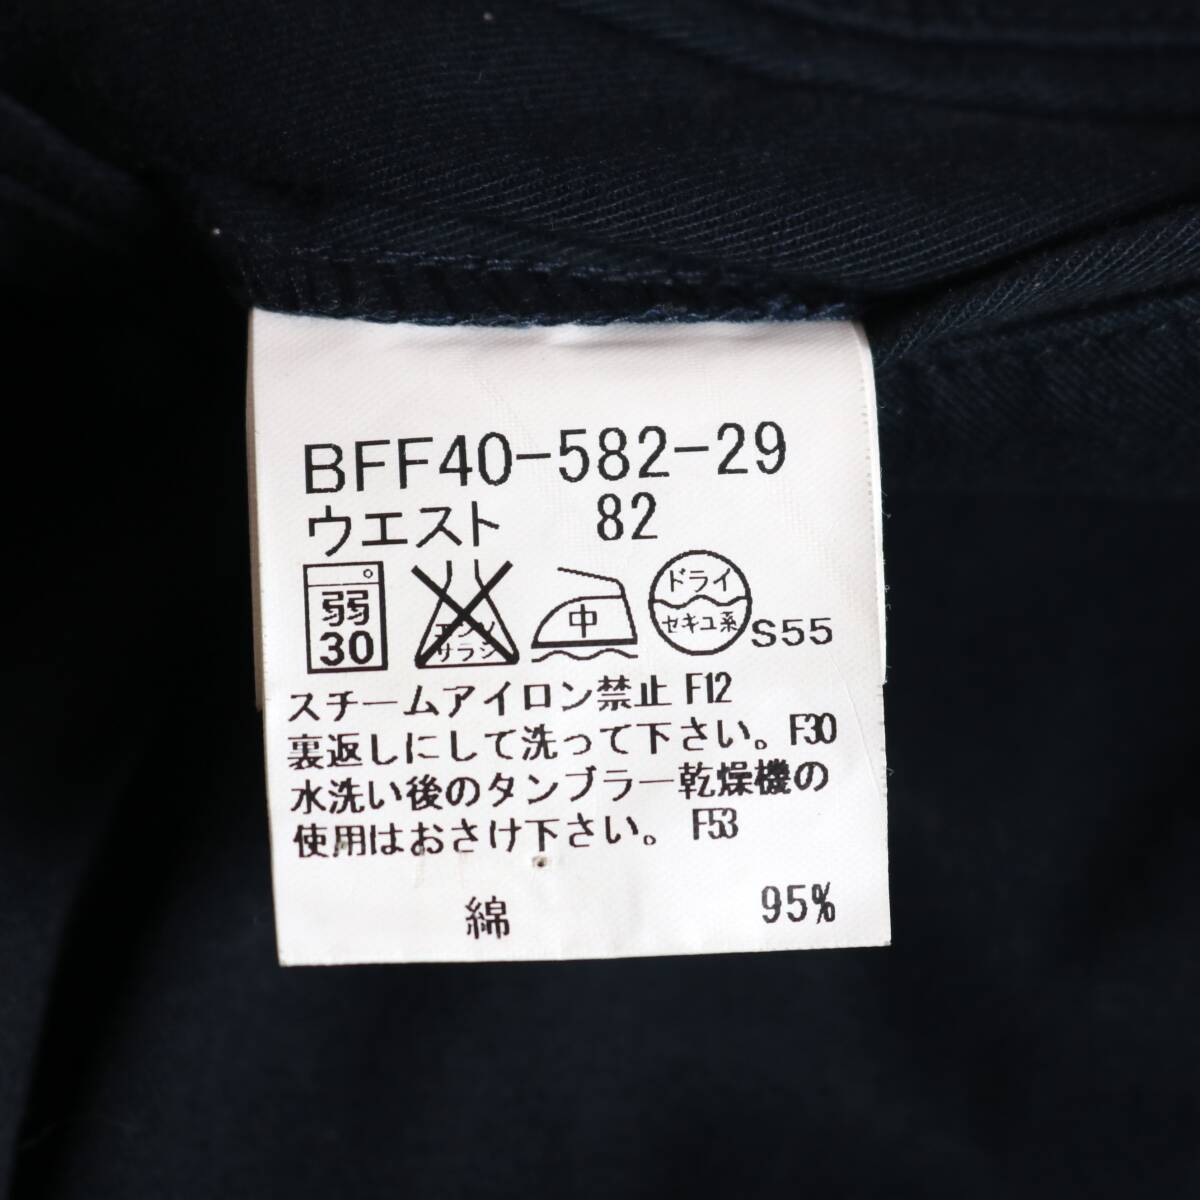 BFF40-582-29
ウエスト 82
弱 30
エンソ サラシ
中
ドライ セキユ系
S55
スチームアイロン禁止 F12
裏返しにして洗って下さい。F30
水洗い後のタンブラー乾燥機の
使用はおさけ下さい。 F53
綿 95%